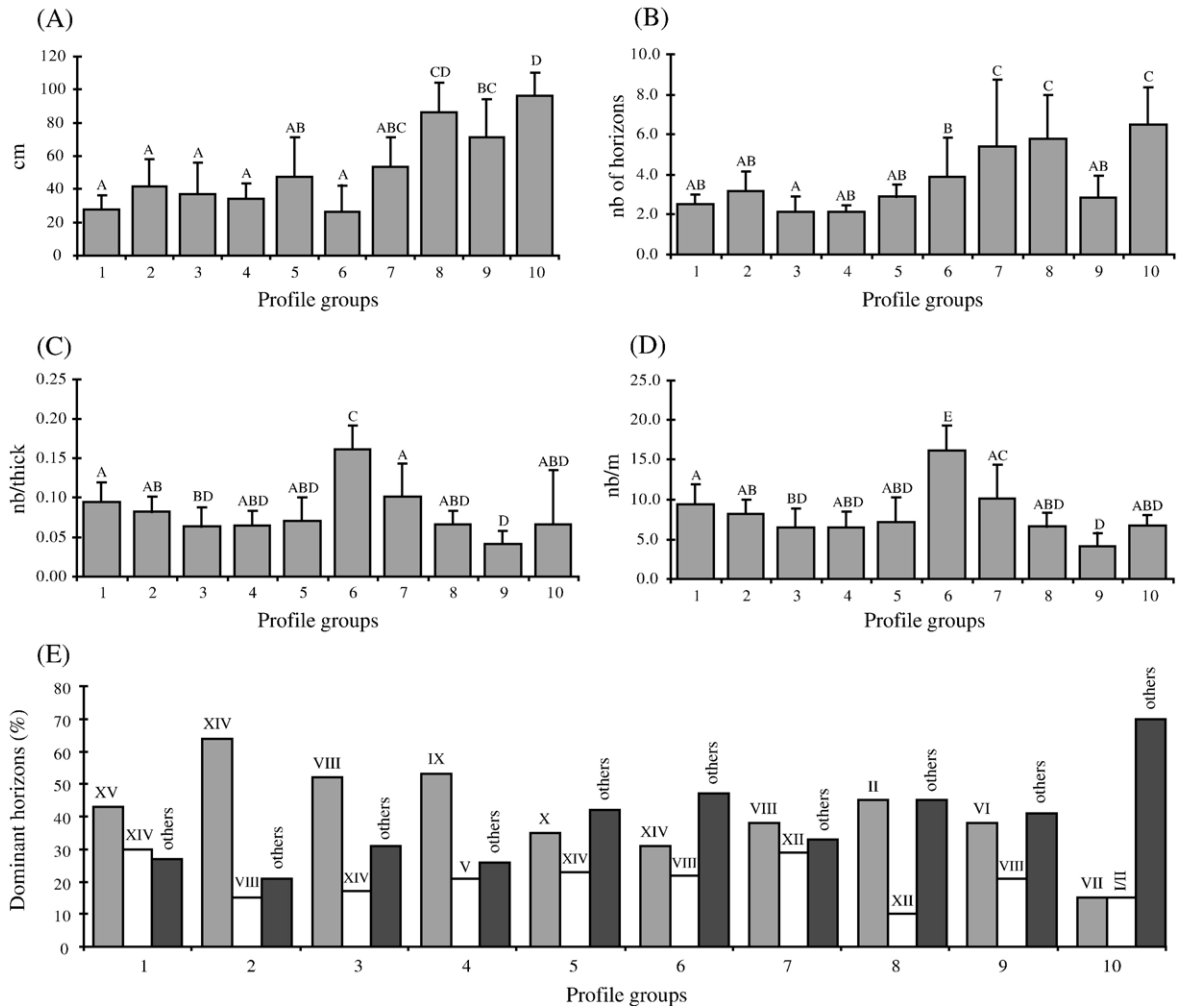 (A)
120
100
80
60
40
20
0
cm
A
A
A
A
AB
A
ABC
CD
BC
D
1 2 3 4 5 6 7 8 9 10
Profile groups
(B)
10.0
8.0
6.0
4.0
2.0
0.0
nb of horizons
AB
AB
A
AB
AB
B
C
C
AB
C
1 2 3 4 5 6 7 8 9 10
Profile groups
(C)
0.25
0.20
0.15
0.10
0.05
0.00
nb/thick
A
AB
BD
ABD
ABD
C
A
ABD
D
ABD
1 2 3 4 5 6 7 8 9 10
Profile groups
(D)
25.0
20.0
15.0
10.0
5.0
0.0
nb/m
A
AB
BD
ABD
ABD
E
AC
ABD
D
ABD
1 2 3 4 5 6 7 8 9 10
Profile groups
(E)
80
70
60
50
40
30
20
10
0
Dominant horizons (%)
XV
XIV
others
XIV
VIII
others
VIII
XIV
others
IX
V
others
X
XIV
others
XIV
VIII
others
VIII
XII
others
II
XII
others
VI
VIII
others
VII
I/II
others
1 2 3 4 5 6 7 8 9 10
Profile groups